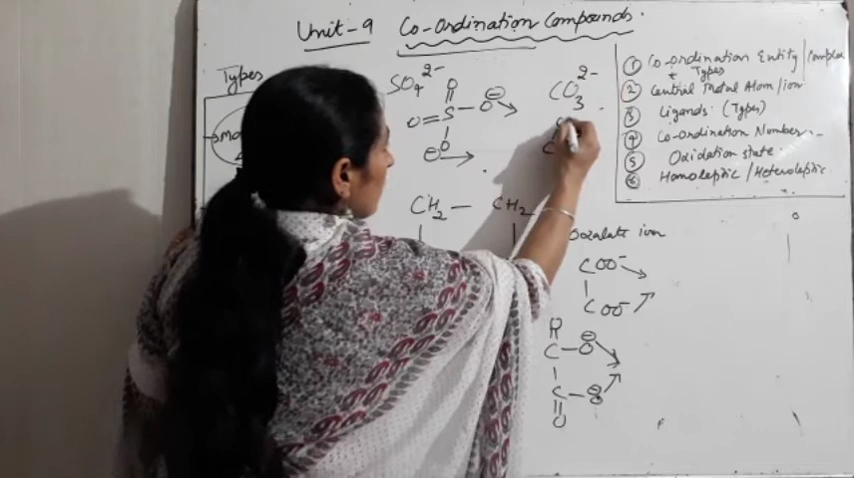 Unit-9 Co-Ordination Compounds.
Types
SO4 2-
O
||
O=S-O⊖
|
⊖O
CO3 2-
① Co-ordination Entity/Complex
+ Types
② Central Metal Atom/ion
③ Ligands (Types)
④ Co-Ordination Number
⑤ Oxidation state
⑥ Homoleptic/Heteroleptic
CH2 - CH2
Oxalate ion
COO-
|
COO-
C-O⊖
|
C-O⊖
||
O